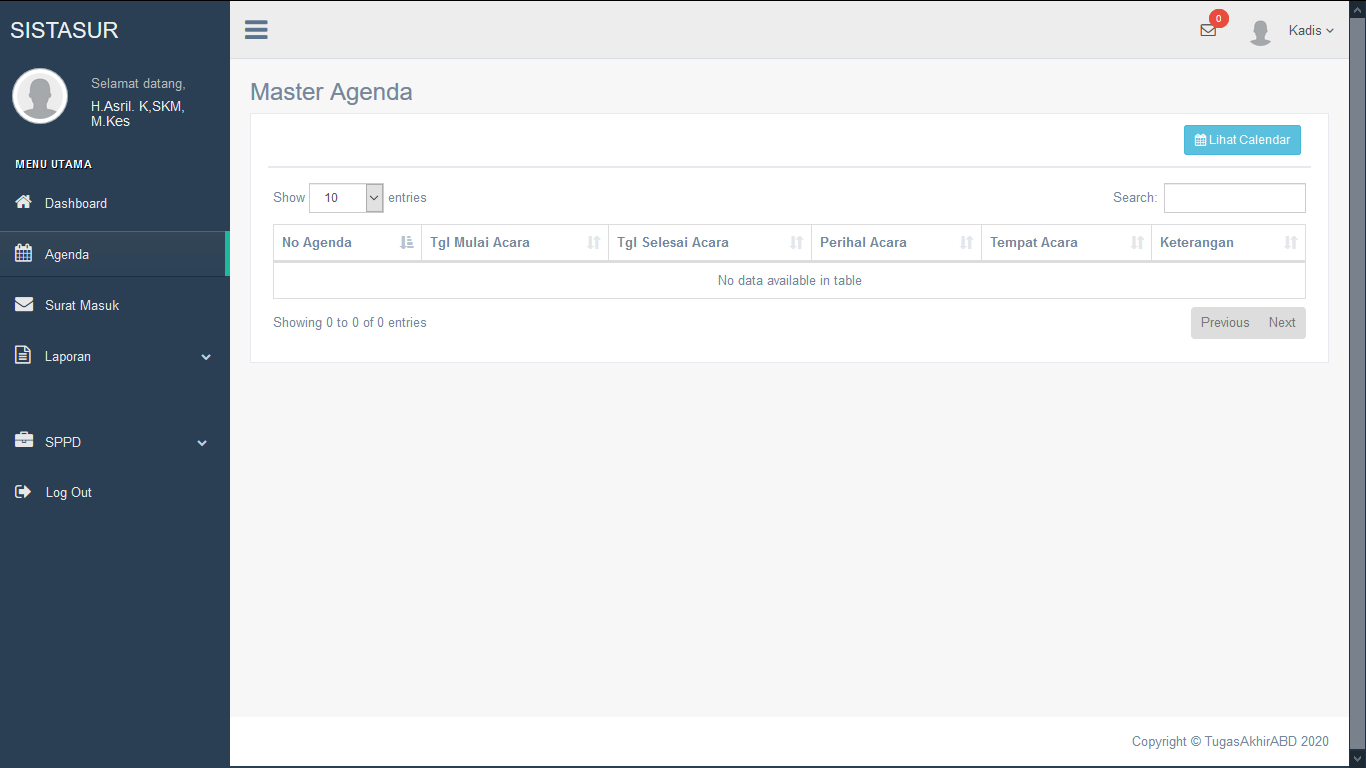 SISTASUR
0
Kadis
Selamat datang,
H.Asril. K,SKM,
M.Kes
MENU UTAMA
Dashboard
Agenda
Surat Masuk
Laporan
SPPD
Log Out
Master Agenda
Lihat Calendar
Show 10 entries
Search:
No Agenda Tgl Mulai Acara Tgl Selesai Acara Perihal Acara Tempat Acara Keterangan
No data available in table
Showing 0 to 0 of 0 entries
Previous Next
Copyright © TugasAkhirABD 2020